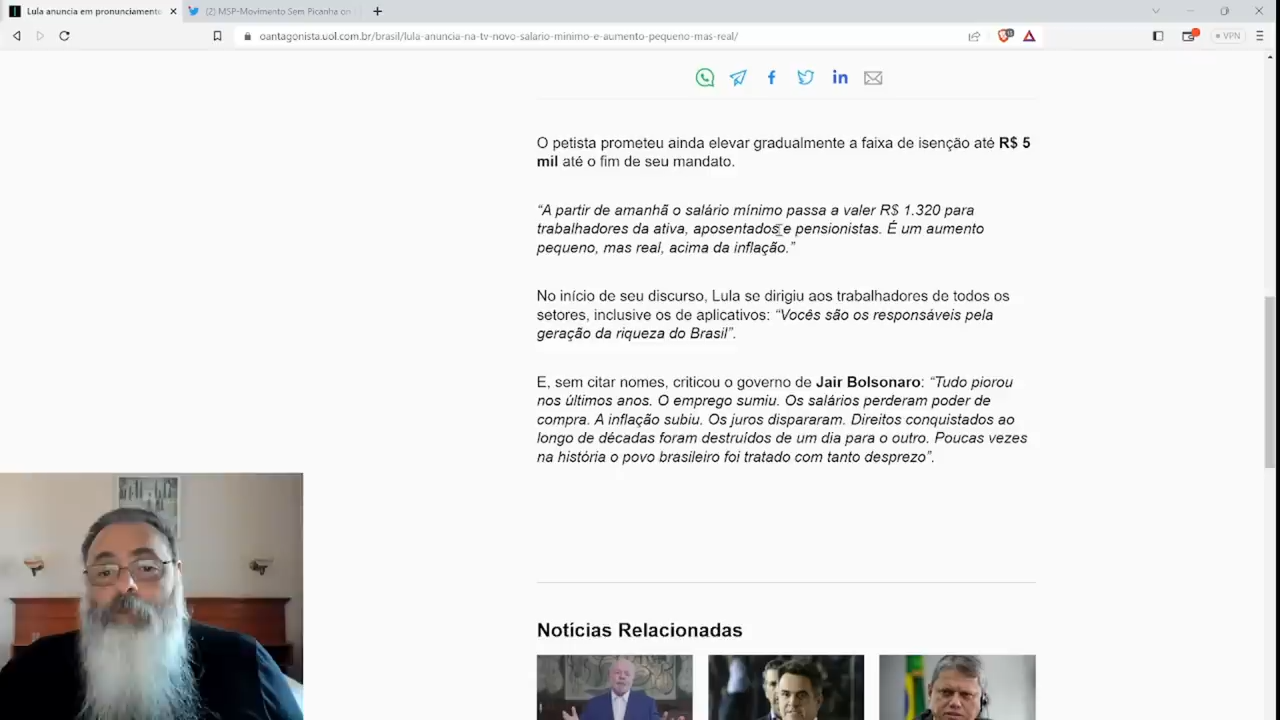 Lula anuncia em pronunciamento
(2) MSP-Movimento Sem Picanha on
oantagonista.uol.com.br/brasil/lula-anuncia-na-tv-novo-salario-minimo-e-aumento-pequeno-mas-real/
VPN
O petista prometeu ainda elevar gradualmente a faixa de isenção até R$ 5
mil até o fim de seu mandato.
“A partir de amanhã o salário mínimo passa a valer R$ 1.320 para
trabalhadores da ativa, aposentados e pensionistas. É um aumento
pequeno, mas real, acima da inflação.”
No início de seu discurso, Lula se dirigiu aos trabalhadores de todos os
setores, inclusive os de aplicativos: “Vocés são os responsáveis pela
geração da riqueza do Brasil”.
E, sem citar nomes, criticou o governo de Jair Bolsonaro: “Tudo piorou
nos últimos anos. O emprego sumiu. Os salários perderam poder de
compra. A inflação subiu. Os juros dispararam. Direitos conquistados ao
longo de décadas foram destruídos de um dia para o outro. Poucas vezes
na história o povo brasileiro foi tratado com tanto desprezo”.
Notícias Relacionadas